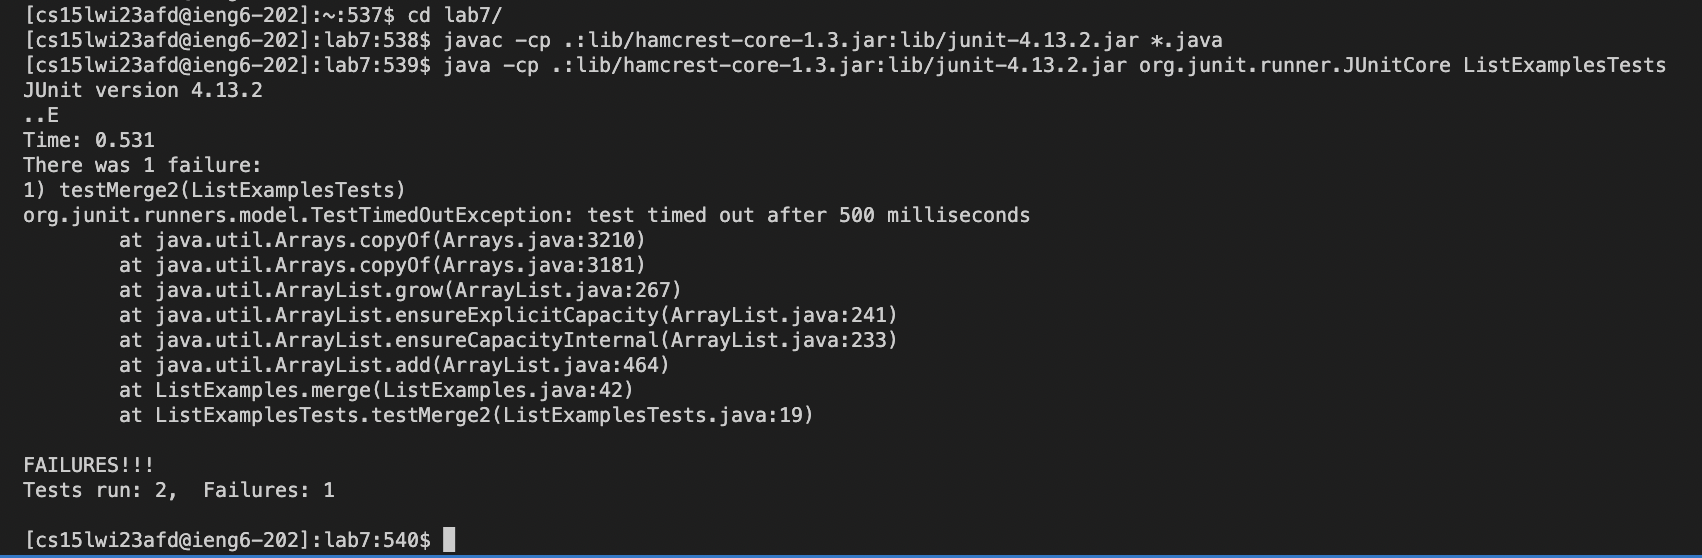 [cs15lwi23afd@ieng6-202]:~:537$ cd lab7/
[cs15lwi23afd@ieng6-202]:lab7:538$ javac -cp .:lib/hamcrest-core-1.3.jar:lib/junit-4.13.2.jar *.java
[cs15lwi23afd@ieng6-202]:lab7:539$ java -cp .:lib/hamcrest-core-1.3.jar:lib/junit-4.13.2.jar org.junit.runner.JUnitCore ListExamplesTests
JUnit version 4.13.2
..E
Time: 0.531
There was 1 failure:
1) testMerge2(ListExamplesTests)
org.junit.runners.model.TestTimedOutException: test timed out after 500 milliseconds
        at java.util.Arrays.copyOf(Arrays.java:3210)
        at java.util.Arrays.copyOf(Arrays.java:3181)
        at java.util.ArrayList.grow(ArrayList.java:267)
        at java.util.ArrayList.ensureExplicitCapacity(ArrayList.java:241)
        at java.util.ArrayList.ensureCapacityInternal(ArrayList.java:233)
        at java.util.ArrayList.add(ArrayList.java:464)
        at ListExamples.merge(ListExamples.java:42)
        at ListExamplesTests.testMerge2(ListExamplesTests.java:19)

FAILURES!!!
Tests run: 2,  Failures: 1

[cs15lwi23afd@ieng6-202]:lab7:540$